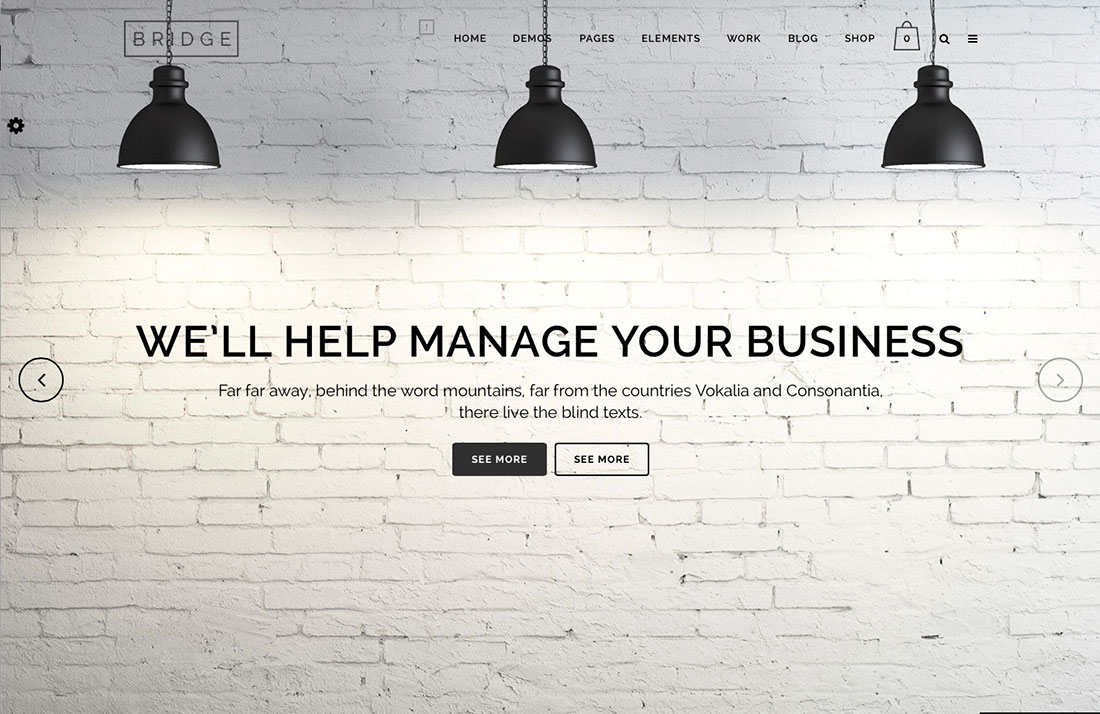 BRIDGE
HOME DEMOS PAGES ELEMENTS WORK BLOG SHOP 0
WE’LL HELP MANAGE YOUR BUSINESS
Far far away, behind the word mountains, far from the countries Vokalia and Consonantia,
there live the blind texts.
SEE MORE SEE MORE